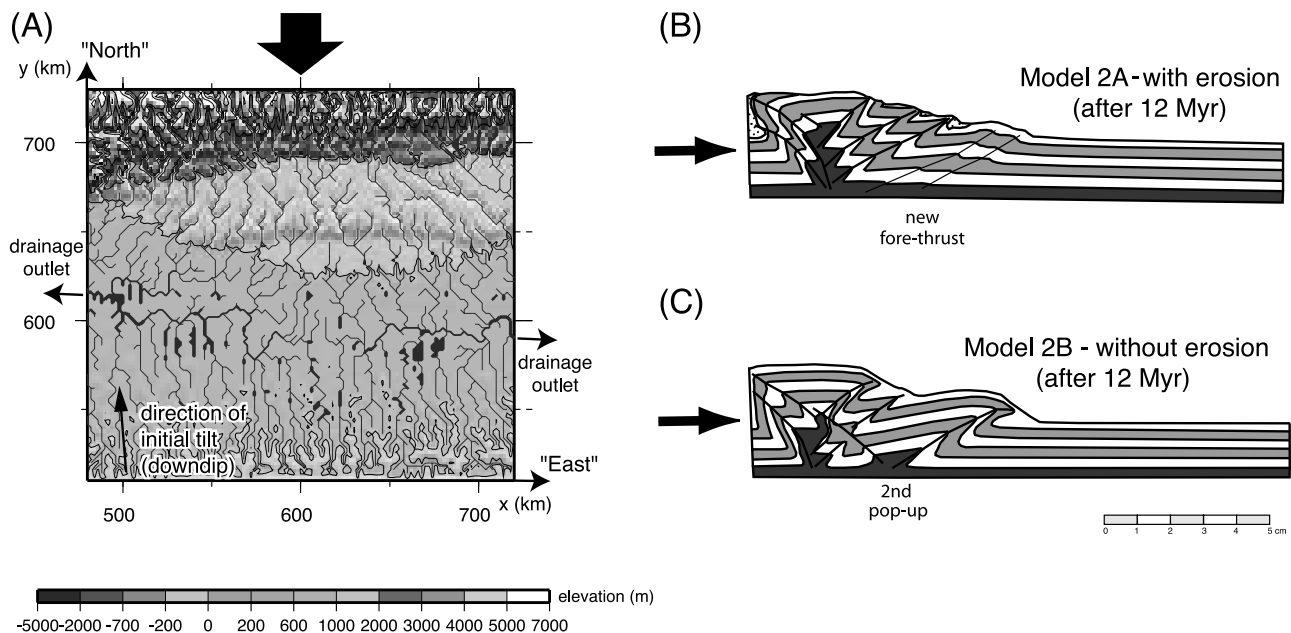 (A)
"North"
y (km)
700
drainage
outlet
600
drainage
outlet
direction of
initial tilt
(downdip)
"East"
x (km)
500
600
700
elevation (m)
-5000
-2000
-700
-200
0
200
600
1000
2000
3000
4000
5000
7000
(B)
Model 2A - with erosion
(after 12 Myr)
new
fore-thrust
(C)
Model 2B - without erosion
(after 12 Myr)
2nd
pop-up
0 1 2 3 4 5 cm